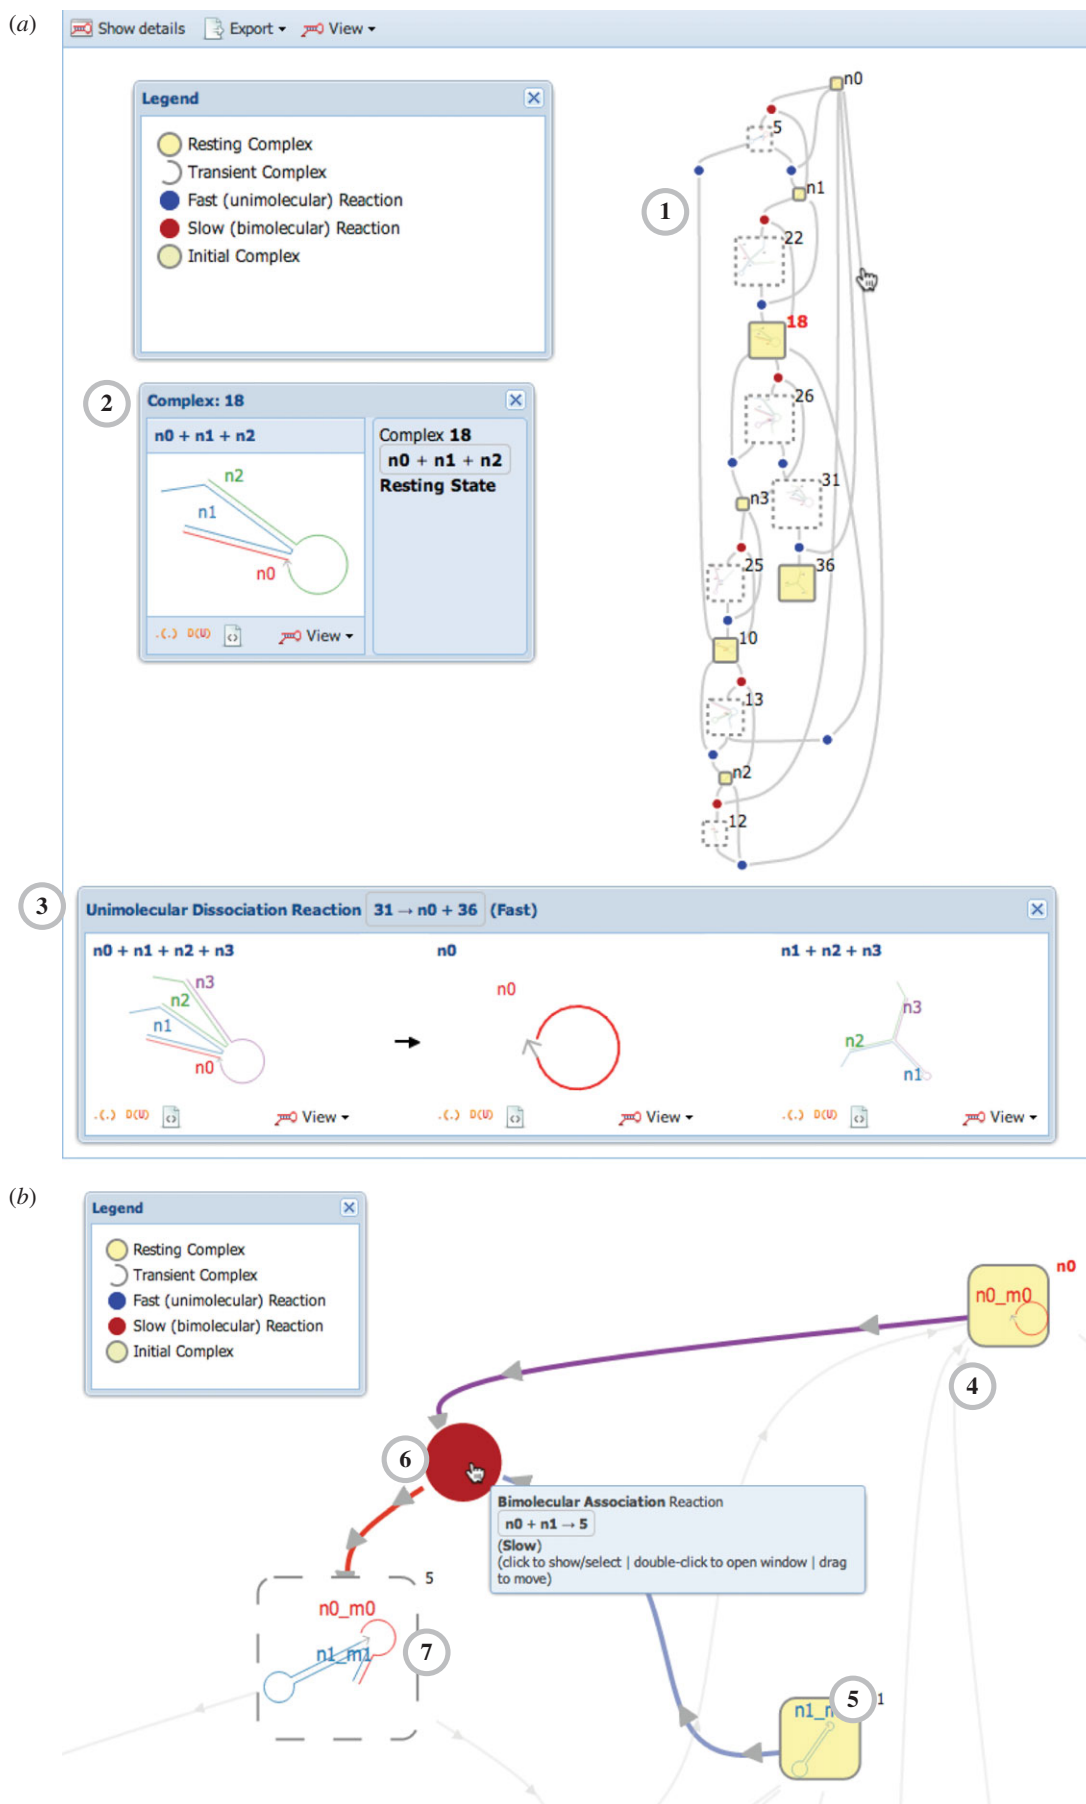 (a)
Show details Export View
Legend
Resting Complex
Transient Complex
Fast (unimolecular) Reaction
Slow (bimolecular) Reaction
Initial Complex
n0
5
1
n1
22
18
26
31
n3
25
36
10
13
n2
12
2
Complex: 18
n0 + n1 + n2
n2
n1
n0
Complex 18
n0 + n1 + n2
Resting State
.(.) D(U) <> View
3
Unimolecular Dissociation Reaction 31 → n0 + 36 (Fast)
n0 + n1 + n2 + n3
n3
n2
n1
n0
.(.) D(U) <> View
n0
n0
.(.) D(U) <> View
n1 + n2 + n3
n3
n2
n1
.(.) D(U) <> View
(b)
Legend
Resting Complex
Transient Complex
Fast (unimolecular) Reaction
Slow (bimolecular) Reaction
Initial Complex
n0
n0_m0
4
6
Bimolecular Association Reaction
n0 + n1 → 5
(Slow)
(click to show/select | double-click to open window | drag
to move)
5
n0_m0
n1_m1
7
5
1